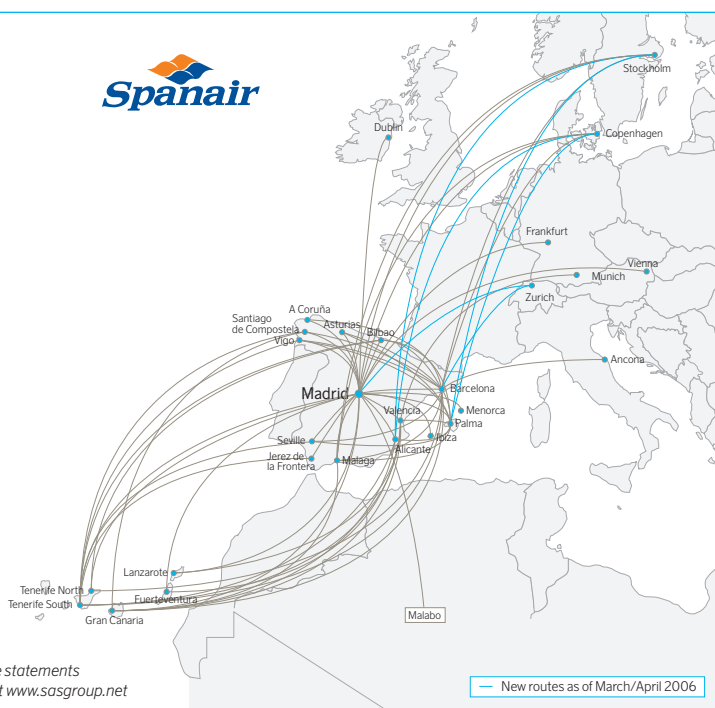 Spanair
Stockholm
Dublin
Copenhagen
Frankfurt
Vienna
Munich
Zurich
A Coruña
Santiago
de Compostela
Asturias
Bilbao
Vigo
Ancona
Madrid
Barcelona
Valencia
Menorca
Palma
Seville
Ibiza
Alicante
Jerez de
la Frontera
Malaga
Lanzarote
Tenerife North
Fuerteventura
Tenerife South
Gran Canaria
Malabo
statements
www.sasgroup.net
New routes as of March/April 2006